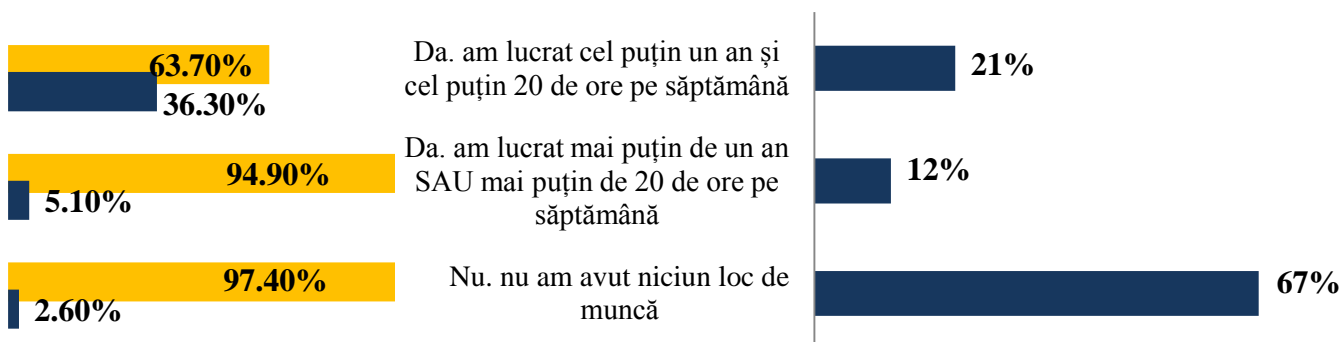 63.70%
36.30%
Da. am lucrat cel puțin un an și
cel puțin 20 de ore pe săptămână
21%
94.90%
5.10%
Da. am lucrat mai puțin de un an
SAU mai puțin de 20 de ore pe
săptămână
12%
97.40%
2.60%
Nu. nu am avut niciun loc de
muncă
67%